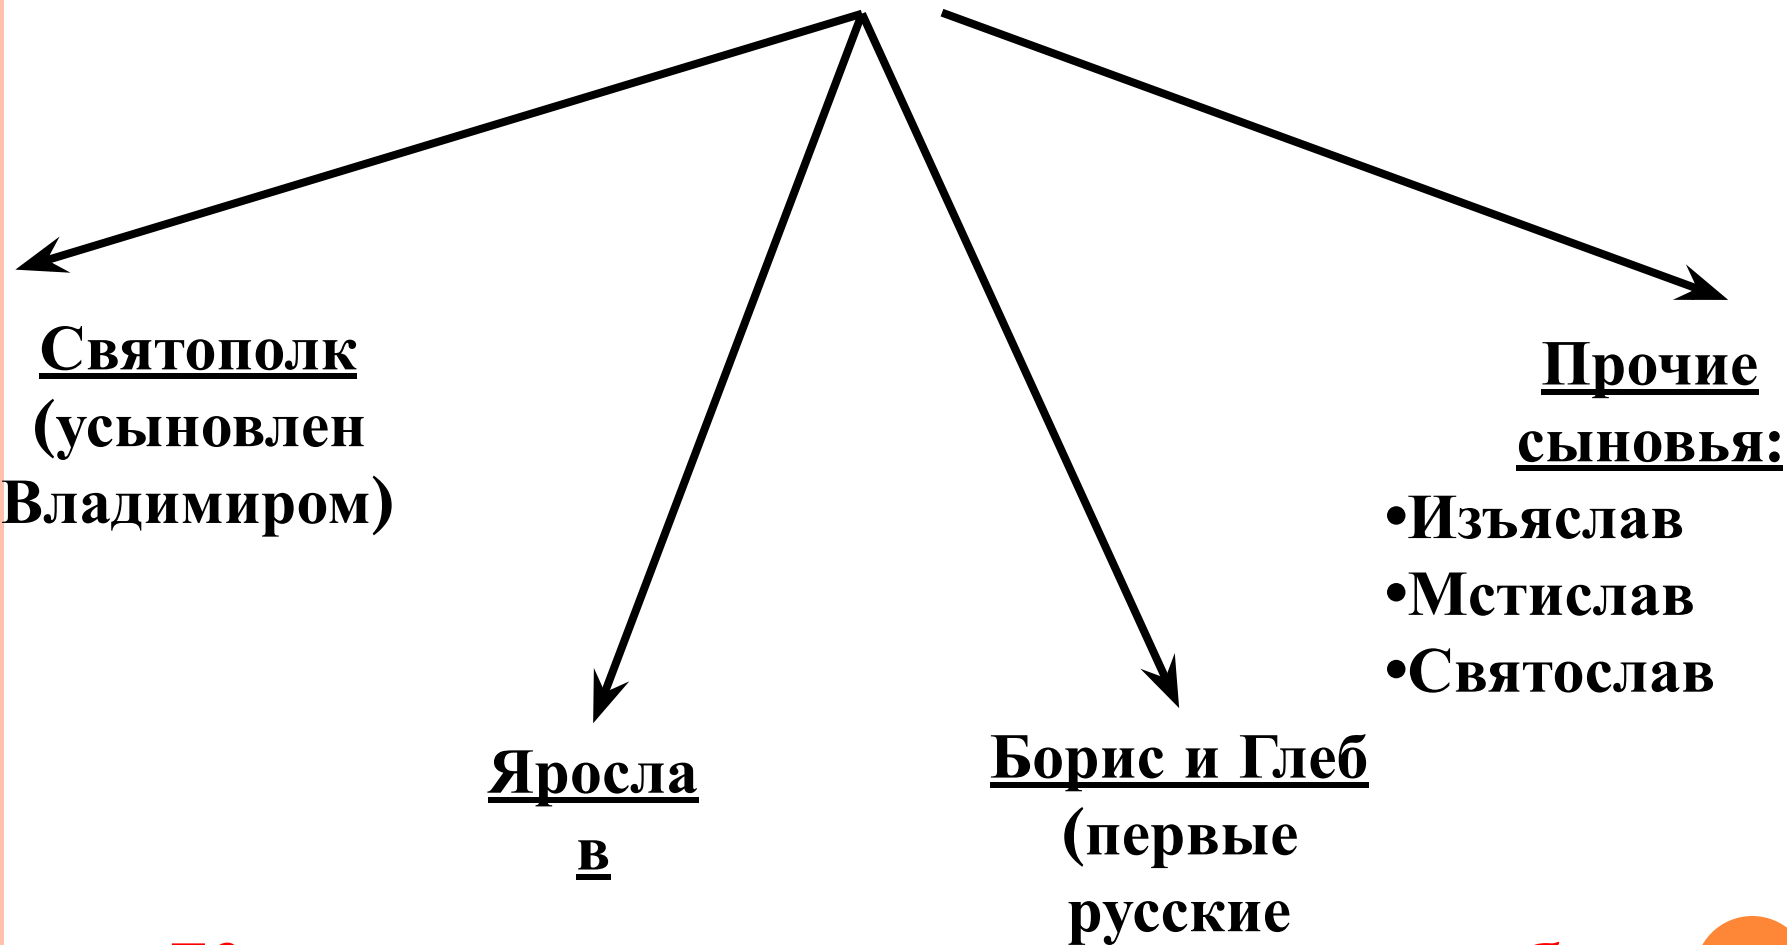 Святополк
(усыновлен
Владимиром)
Яросла
в
Борис и Глеб
(первые
русские
Прочие
сыновья:
•Изъяслав
•Мстислав
•Святослав